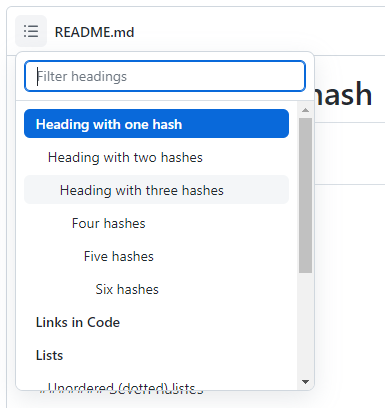 README.md
Filter headings
hash
Heading with one hash
Heading with two hashes
Heading with three hashes
Four hashes
Five hashes
Six hashes
Links in Code
Lists
Unordered (dotted) lists